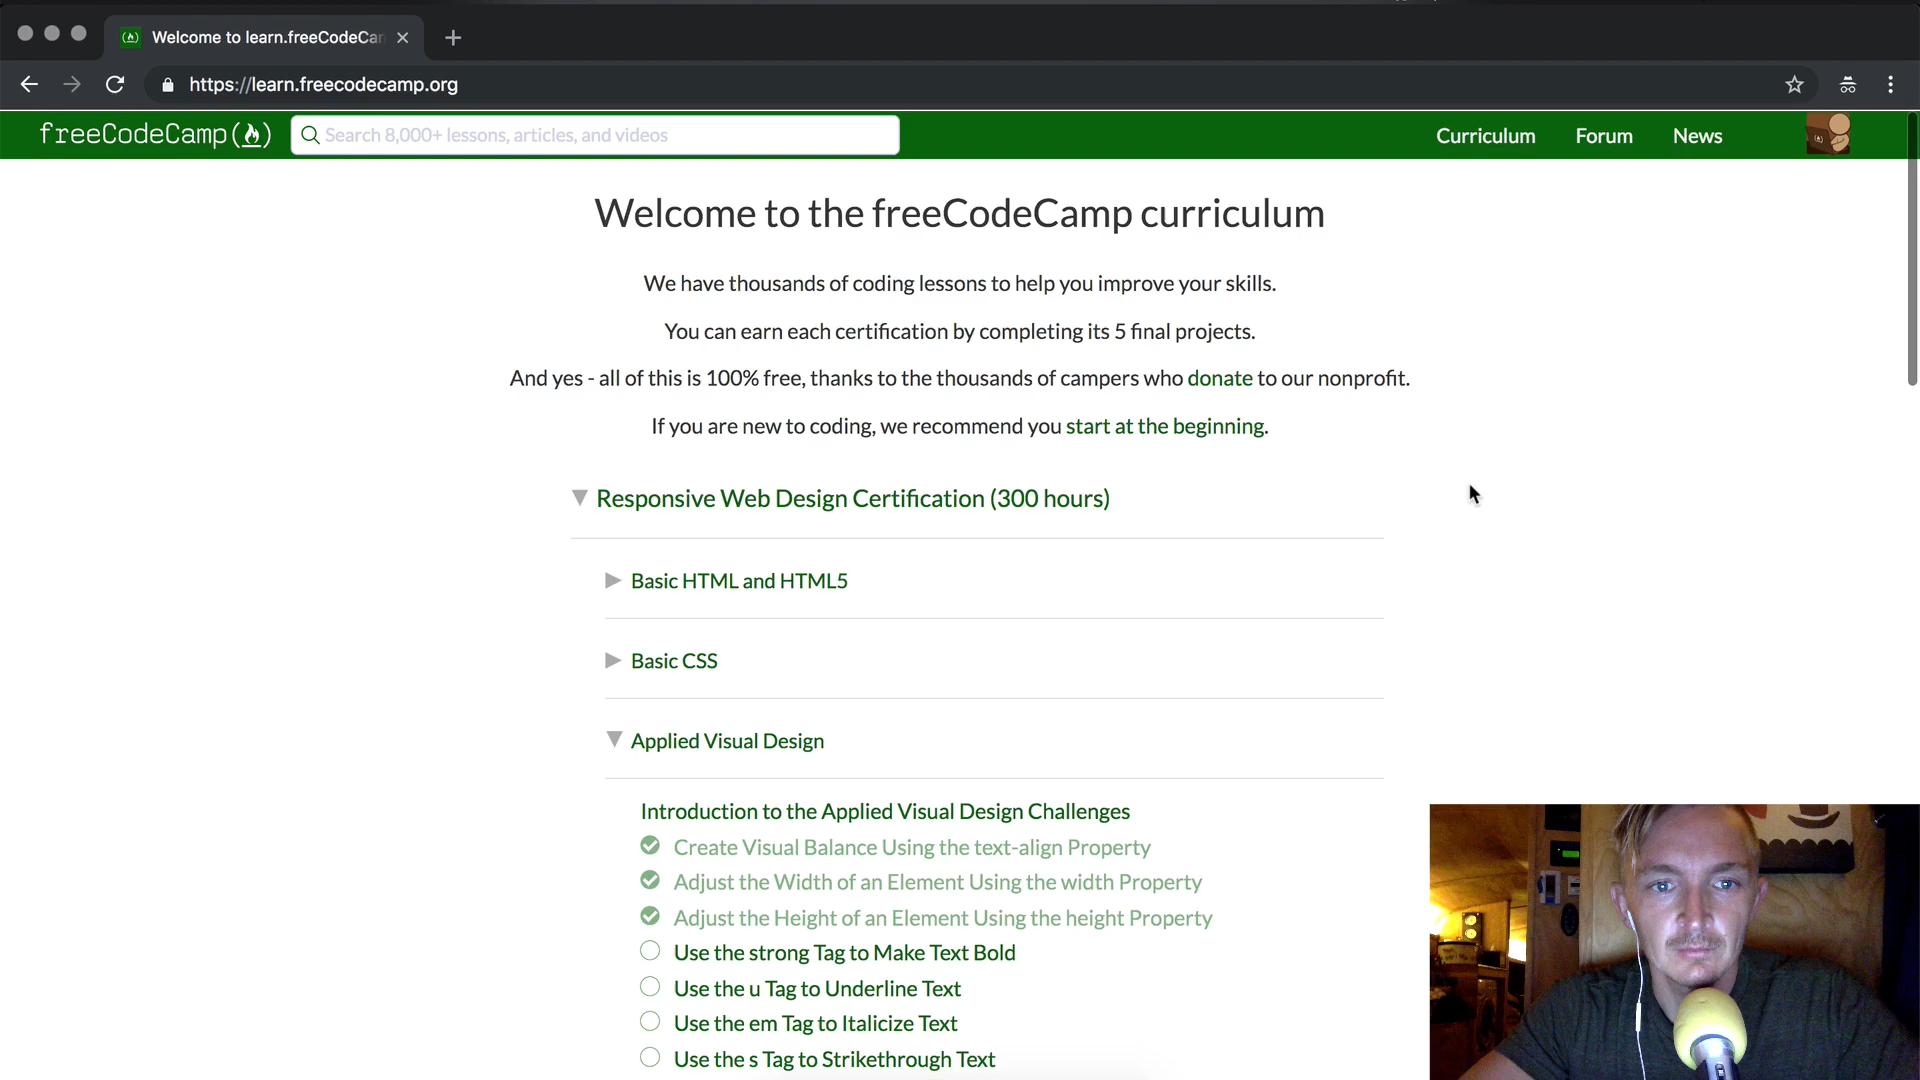 Welcome to learn.freeCodeCar
https://learn.freecodecamp.org
freeCodeCamp
Search 8,000+ lessons, articles, and videos
Curriculum
Forum
News
Welcome to the freeCodeCamp curriculum
We have thousands of coding lessons to help you improve your skills.
You can earn each certification by completing its 5 final projects.
And yes - all of this is 100% free, thanks to the thousands of campers who donate to our nonprofit.
If you are new to coding, we recommend you start at the beginning.
Responsive Web Design Certification (300 hours)
Basic HTML and HTML5
Basic CSS
Applied Visual Design
Introduction to the Applied Visual Design Challenges
Create Visual Balance Using the text-align Property
Adjust the Width of an Element Using the width Property
Adjust the Height of an Element Using the height Property
Use the strong Tag to Make Text Bold
Use the u Tag to Underline Text
Use the em Tag to Italicize Text
Use the s Tag to Strikethrough Text